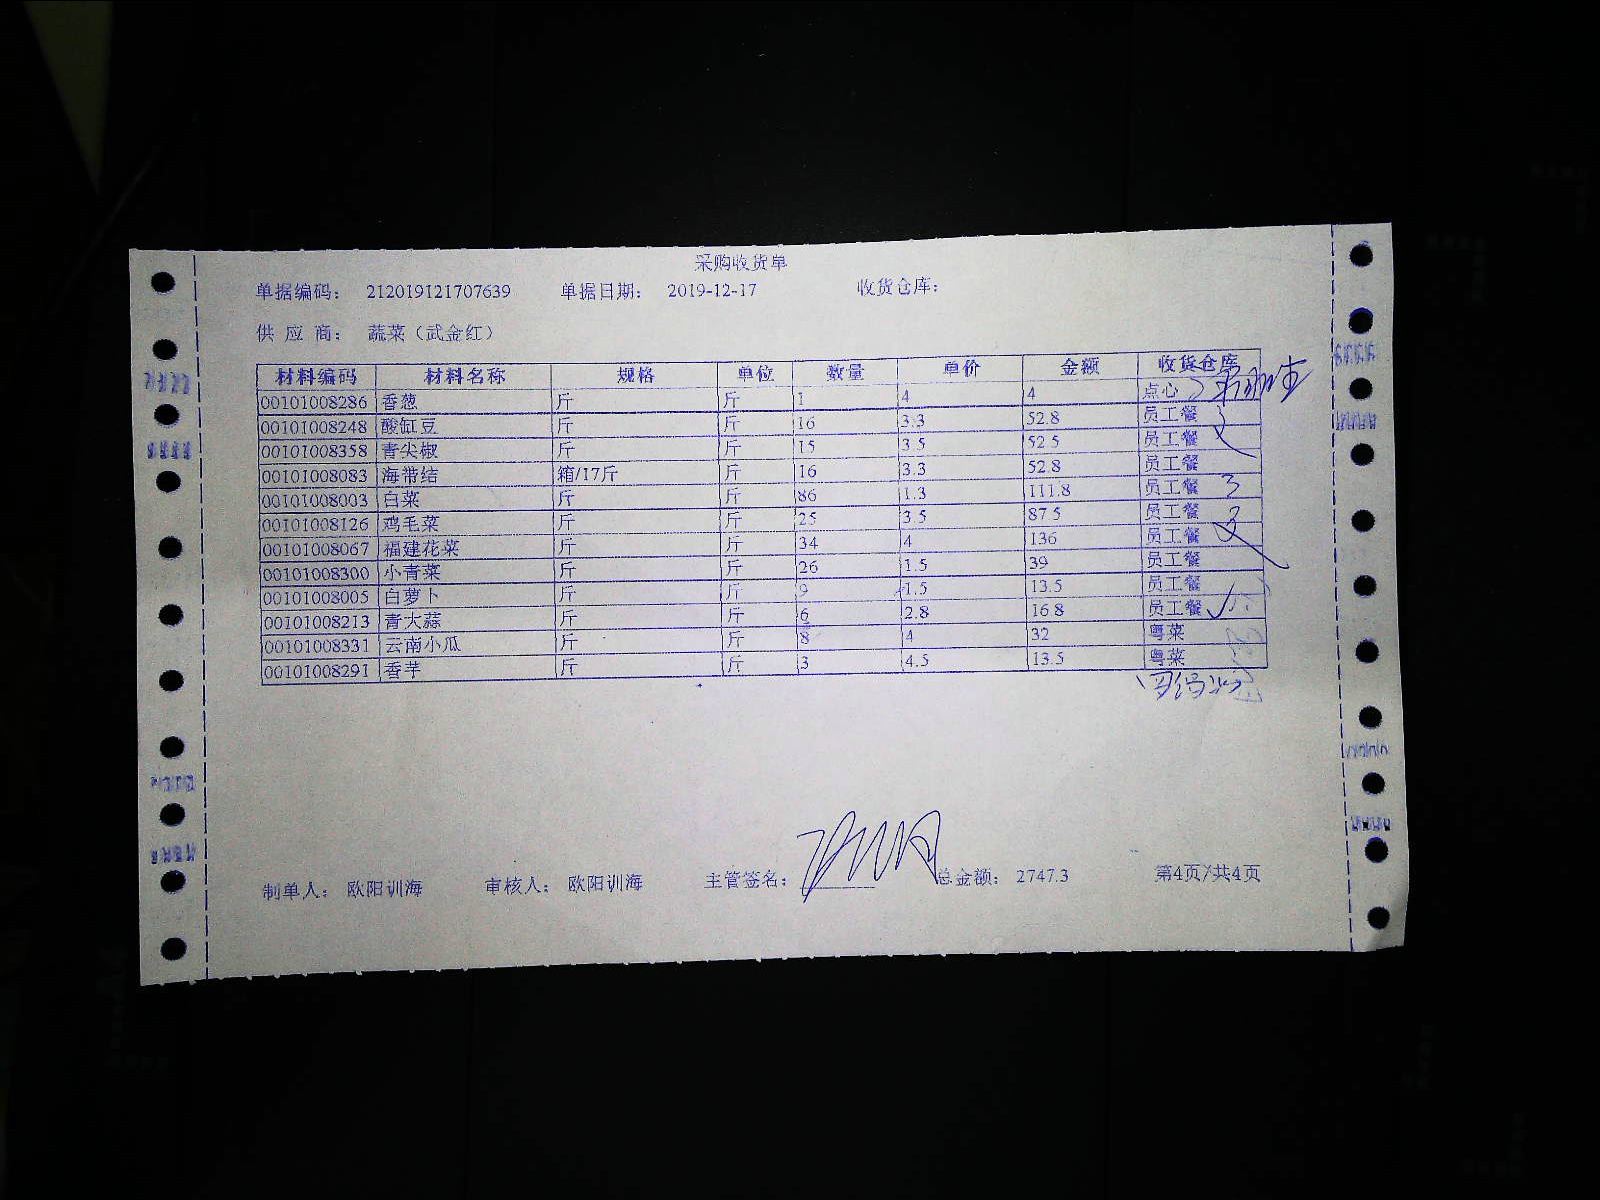 采购收货单
单据编码： 212019121707639 单据日期： 2019-12-17 收货仓库：
供 应 商： 蔬菜（武金红）
材料编码 材料名称 规格 单位 数量 单价 金额 收货仓库
00101008286 香葱 斤 斤 1 4 4 点心
00101008248 酸缸豆 斤 斤 16 3.3 52.8 员工餐
00101008358 青尖椒 斤 斤 15 3.5 52.5 员工餐
00101008083 海带结 箱/17斤 斤 16 3.3 52.8 员工餐
00101008003 白菜 斤 斤 86 1.3 111.8 员工餐
00101008126 鸡毛菜 斤 斤 25 3.5 87.5 员工餐
00101008067 福建花菜 斤 斤 34 4 136 员工餐
00101008300 小青菜 斤 斤 26 1.5 39 员工餐
00101008005 白萝卜 斤 斤 9 1.5 13.5 员工餐
00101008213 青大蒜 斤 斤 6 2.8 16.8 员工餐
00101008331 云南小瓜 斤 斤 8 4 32 粤菜
00101008291 香芋 斤 斤 3 4.5 13.5 粤菜
制单人： 欧阳训海 审核人： 欧阳训海 主管签名： 总金额： 2747.3 第4页/共4页